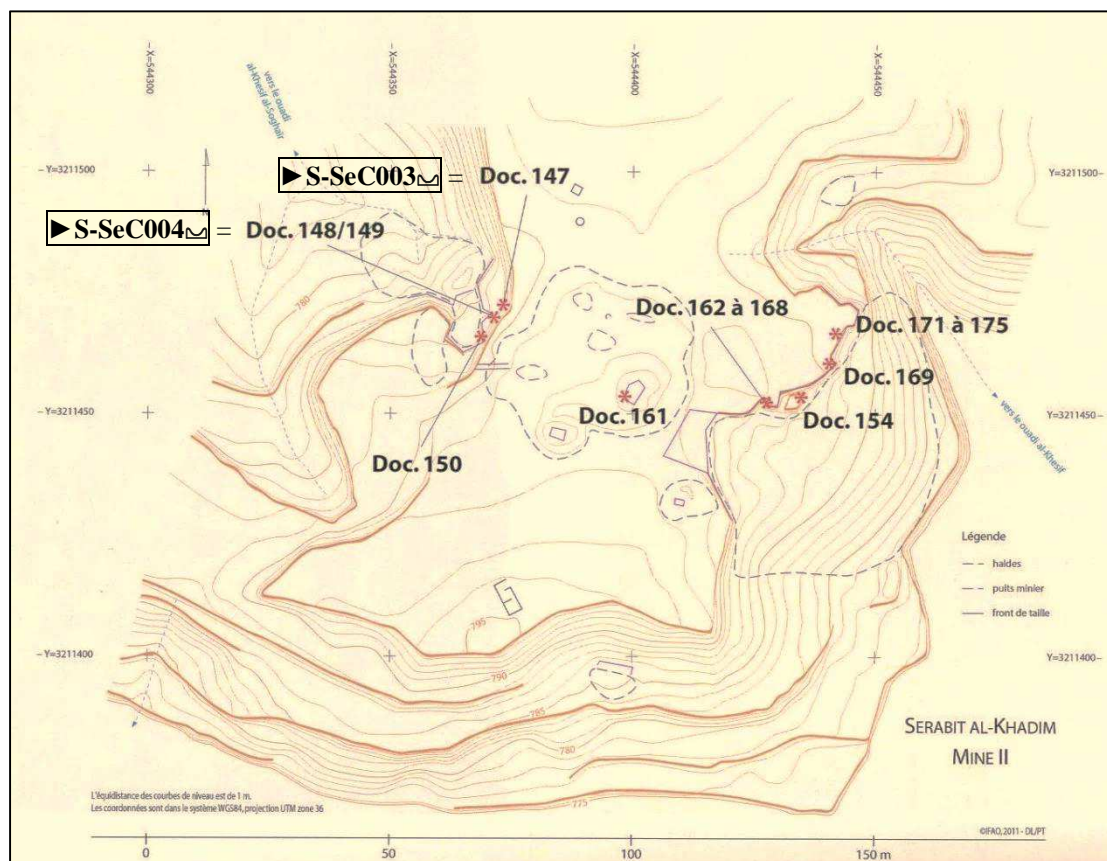 – X=544300
– X=544350
– X=544400
– X=544450
vers le ouadi
al-Khesif al-Soghaïr
– Y=3211500
Y=3211500 –
N
►S-SeC003 = Doc. 147
►S-SeC004 = Doc. 148/149
780
Doc. 162 à 168
Doc. 171 à 175
Doc. 169
Doc. 161
Doc. 154
– Y=3211450
Y=3211450 –
Doc. 150
vers le ouadi al-Khesif
Légende
haldes
puits minier
front de taille
795
– Y=3211400
Y=3211400 –
790
785
780
775
SERABIT AL-KHADIM
MINE II
L'équidistance des courbes de niveau est de 1 m.
Les coordonnées sont dans le système WGS84, projection UTM zone 36
©IFAO, 2011 - DL/PT
0 50 100 150 m